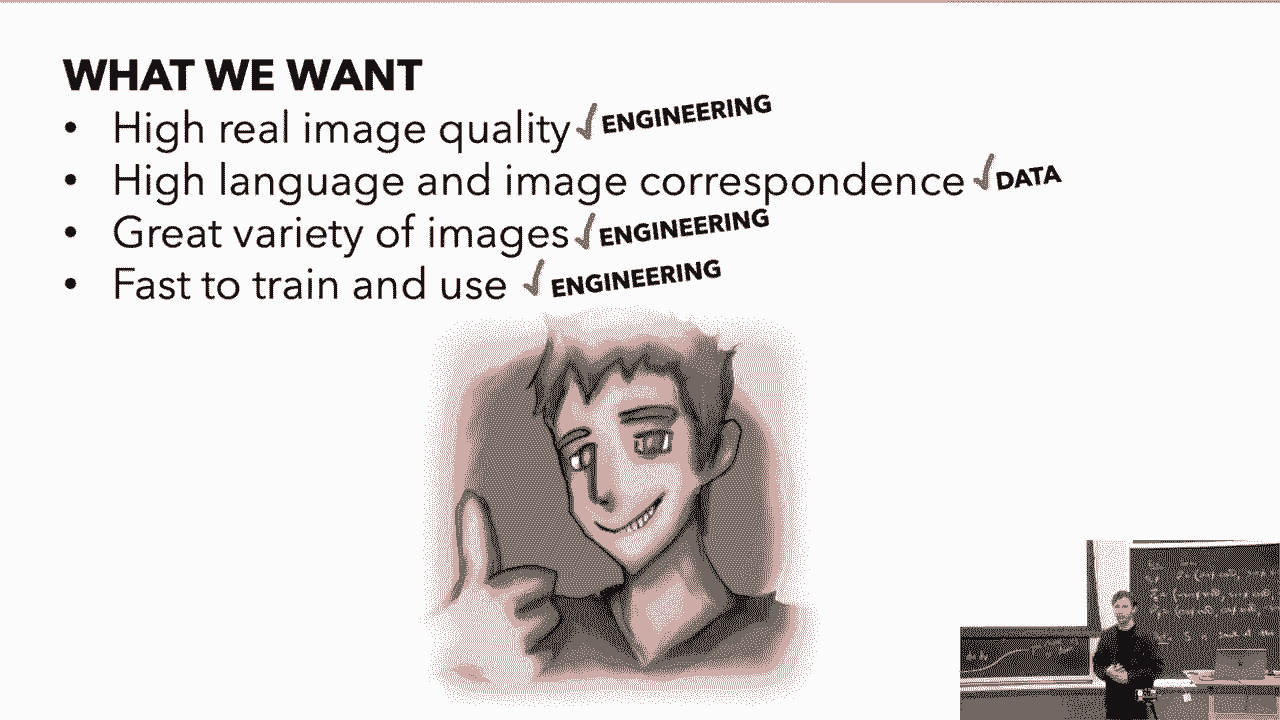 WHAT WE WANT
• High real image quality ✓ ENGINEERING
• High language and image correspondence ✓ DATA
• Great variety of images ✓ ENGINEERING
• Fast to train and use ✓ ENGINEERING